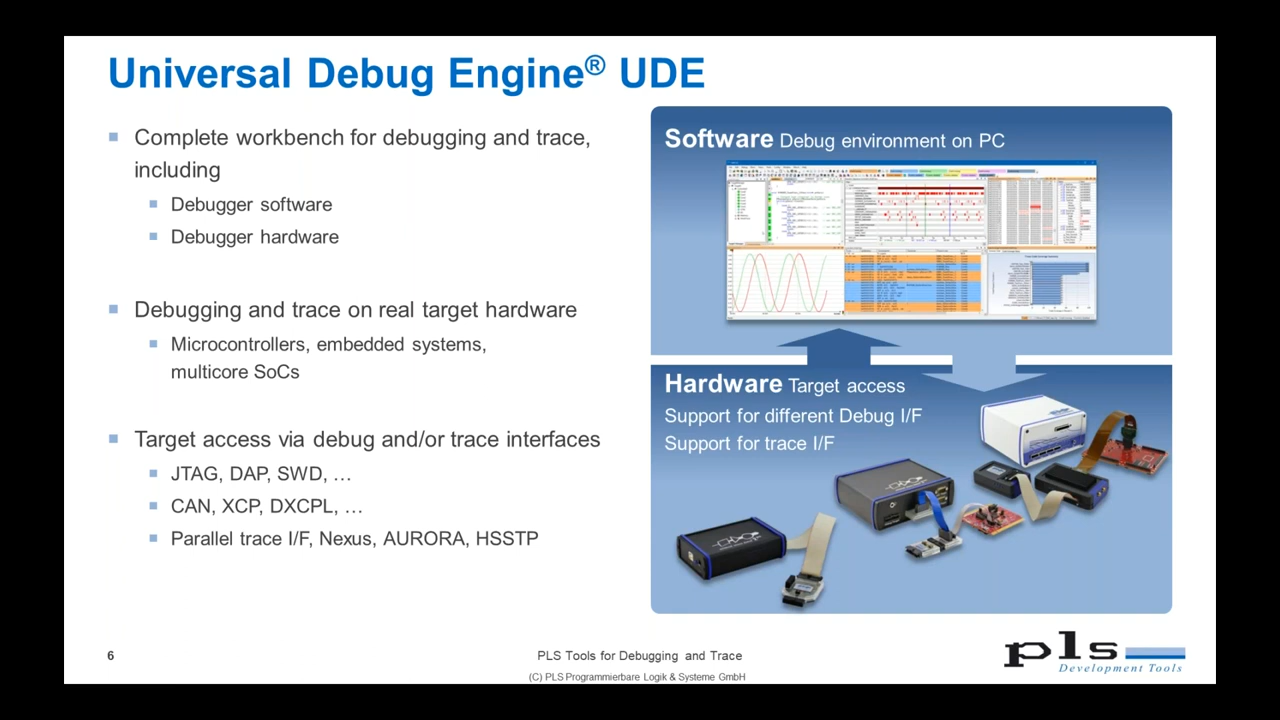 Universal Debug Engine® UDE
Complete workbench for debugging and trace,
including
Debugger software
Debugger hardware
Debugging and trace on real target hardware
Microcontrollers, embedded systems,
multicore SoCs
Target access via debug and/or trace interfaces
JTAG, DAP, SWD, …
CAN, XCP, DXCPL, …
Parallel trace I/F, Nexus, AURORA, HSSTP
Software Debug environment on PC
Hardware Target access
Support for different Debug I/F
Support for trace I/F
6
PLS Tools for Debugging and Trace
(C) PLS Programmierbare Logik & Systeme GmbH
pls
Development Tools